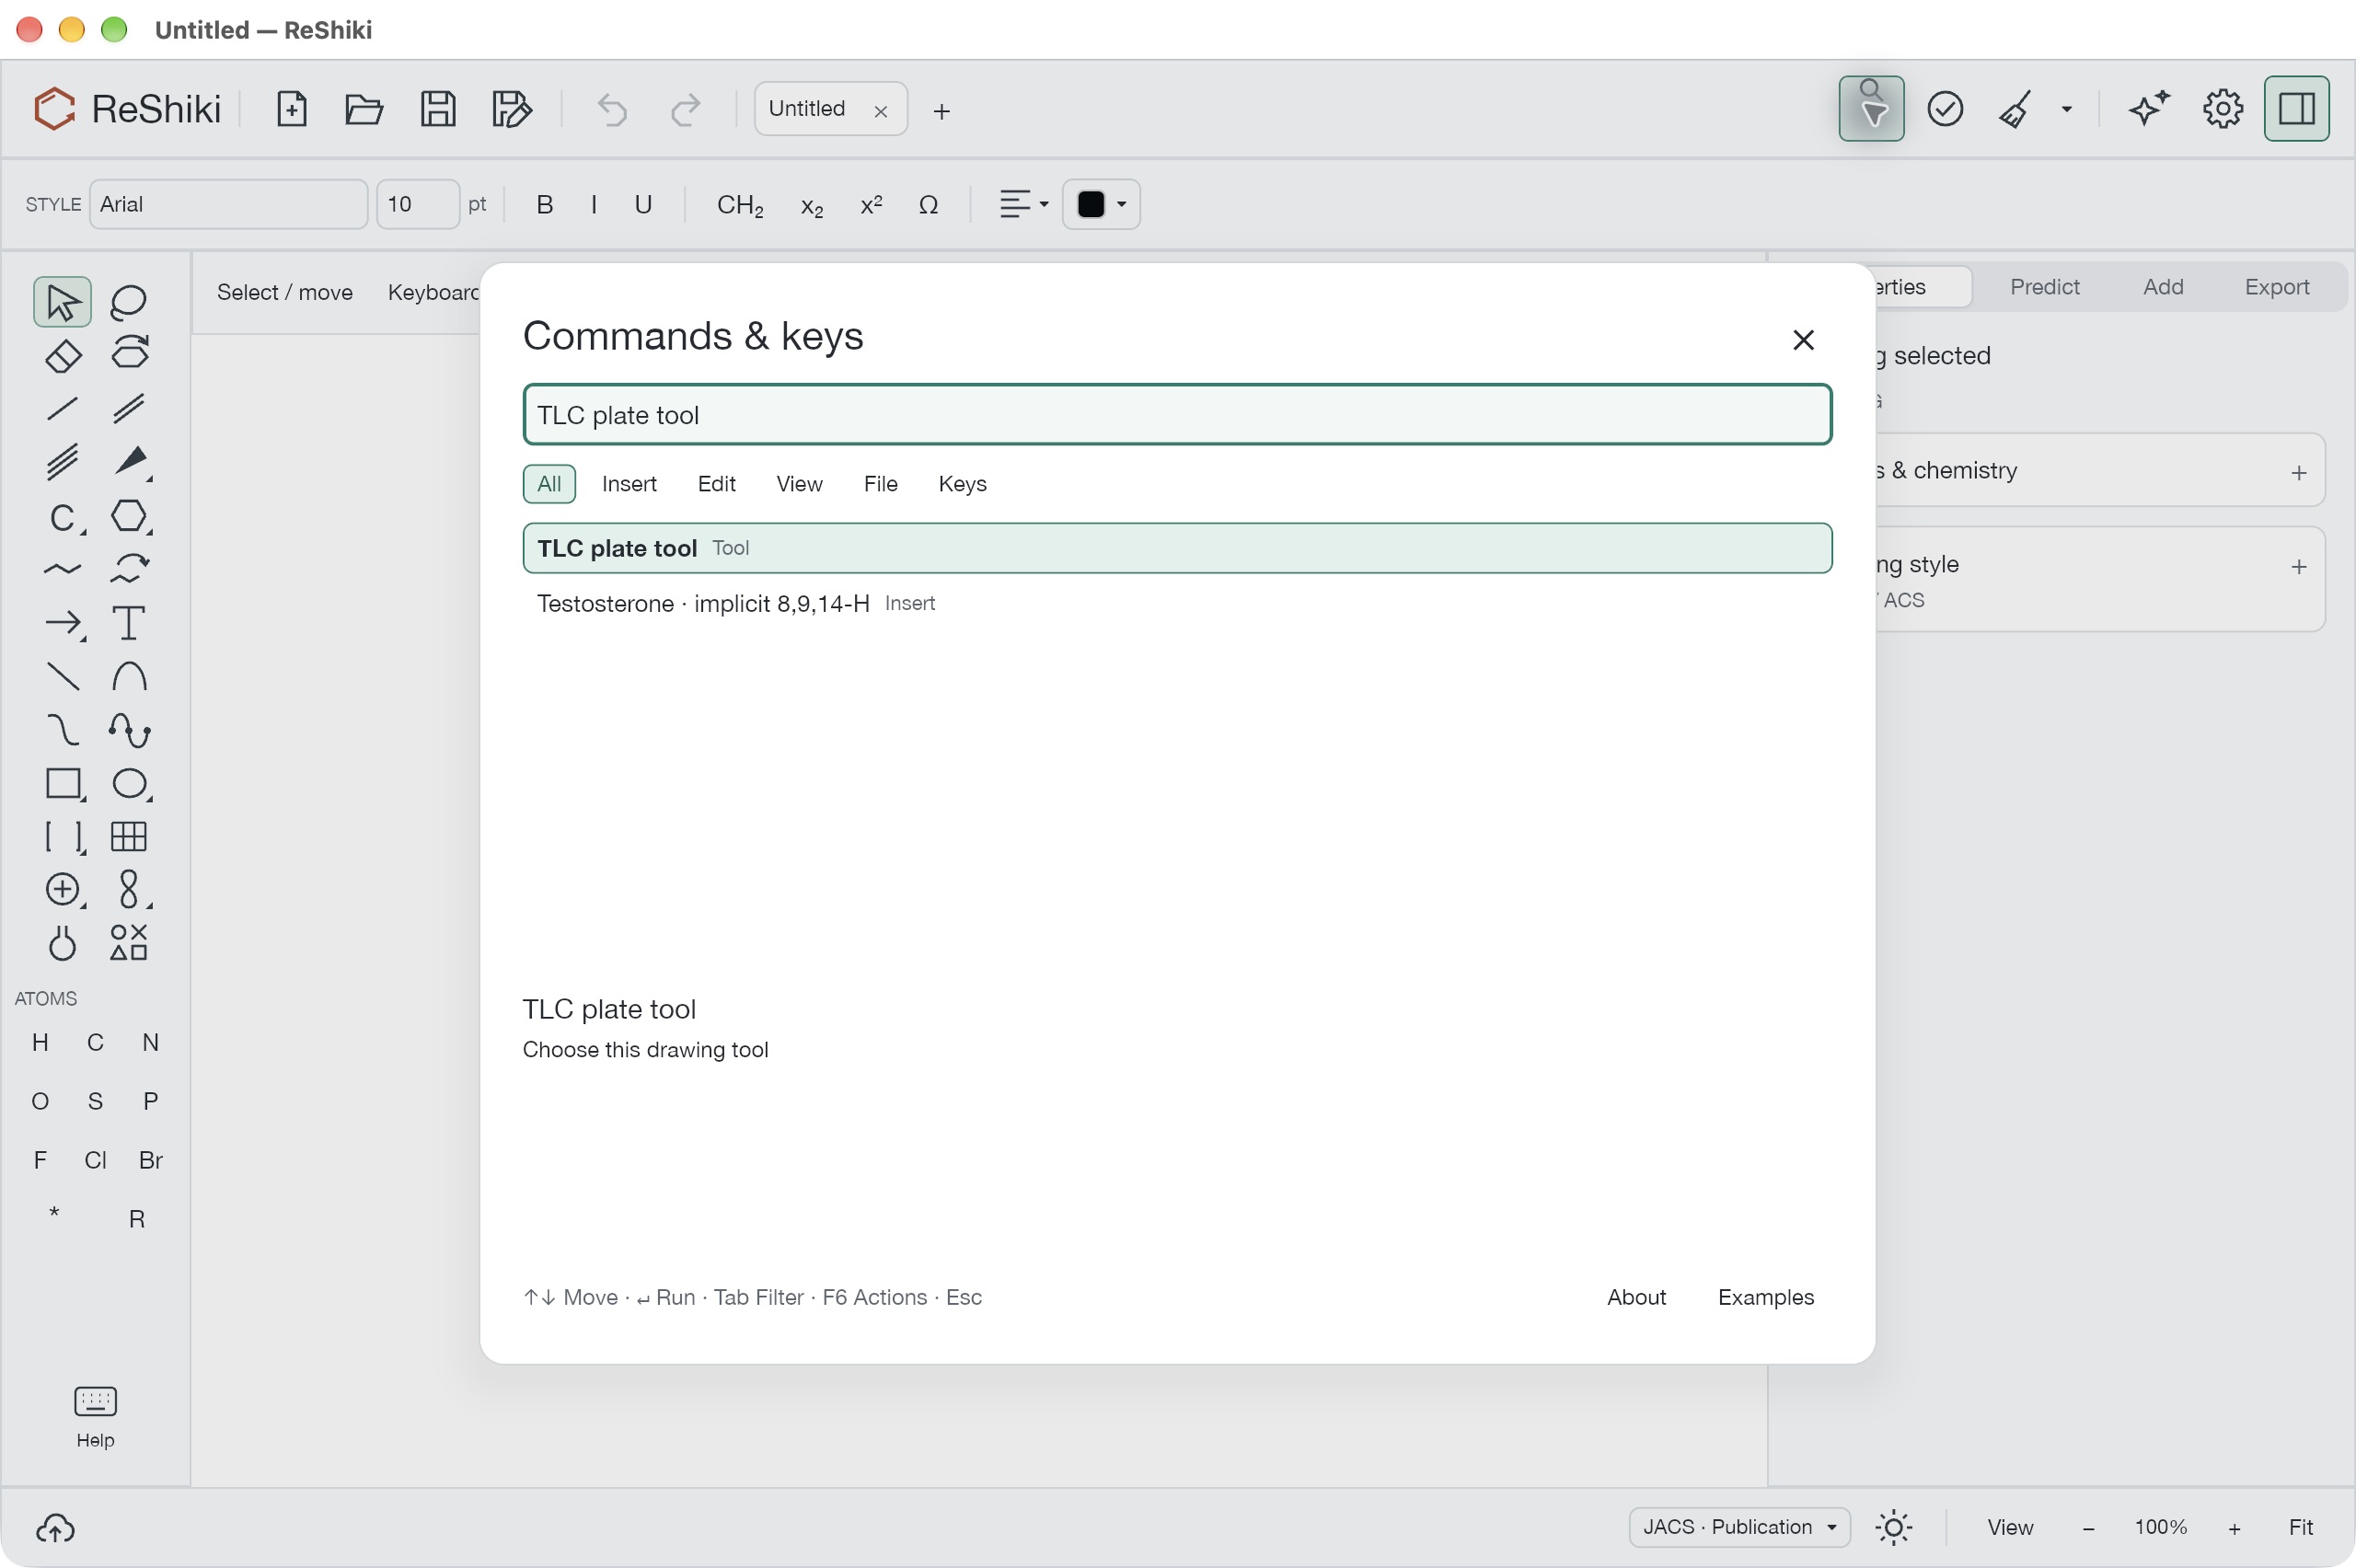 Untitled — ReShiki
ReShiki
Untitled × +
STYLE Arial 10 pt B I U CH₂ x₂ x² Ω
Select / move Keyboard
erties Predict Add Export
Commands & keys
TLC plate tool
All Insert Edit View File Keys
TLC plate tool Tool
Testosterone · implicit 8,9,14-H Insert
TLC plate tool
Choose this drawing tool
↑↓ Move · ↵ Run · Tab Filter · F6 Actions · Esc
About Examples
g selected
s & chemistry +
ng style +
ACS
C
T
ATOMS
H C N
O S P
F Cl Br
* R
Help
JACS · Publication View – 100% + Fit